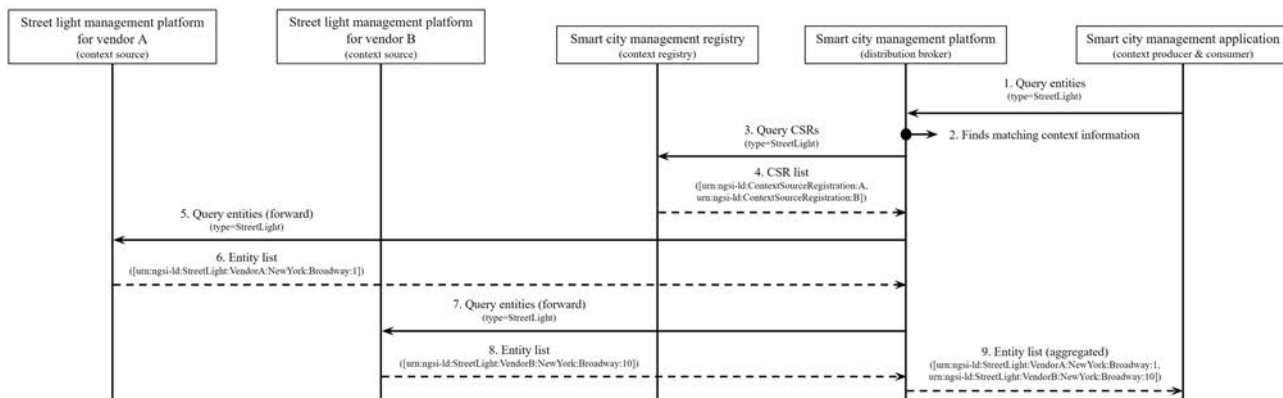 Street light management platform
for vendor A
(context source)
Street light management platform
for vendor B
(context source)
Smart city management registry
(context registry)
Smart city management platform
(distribution broker)
Smart city management application
(context producer & consumer)
1. Query entities
(type=StreetLight)
2. Finds matching context information
3. Query CSRs
(type=StreetLight)
4. CSR list
([urn:ngsi-ld:ContextSourceRegistration:A,
urn:ngsi-ld:ContextSourceRegistration:B])
5. Query entities (forward)
(type=StreetLight)
6. Entity list
([urn:ngsi-ld:StreetLight:VendorA:NewYork:Broadway:1])
7. Query entities (forward)
(type=StreetLight)
8. Entity list
([urn:ngsi-ld:StreetLight:VendorB:NewYork:Broadway:10])
9. Entity list (aggregated)
([urn:ngsi-ld:StreetLight:VendorA:NewYork:Broadway:1,
urn:ngsi-ld:StreetLight:VendorB:NewYork:Broadway:10])